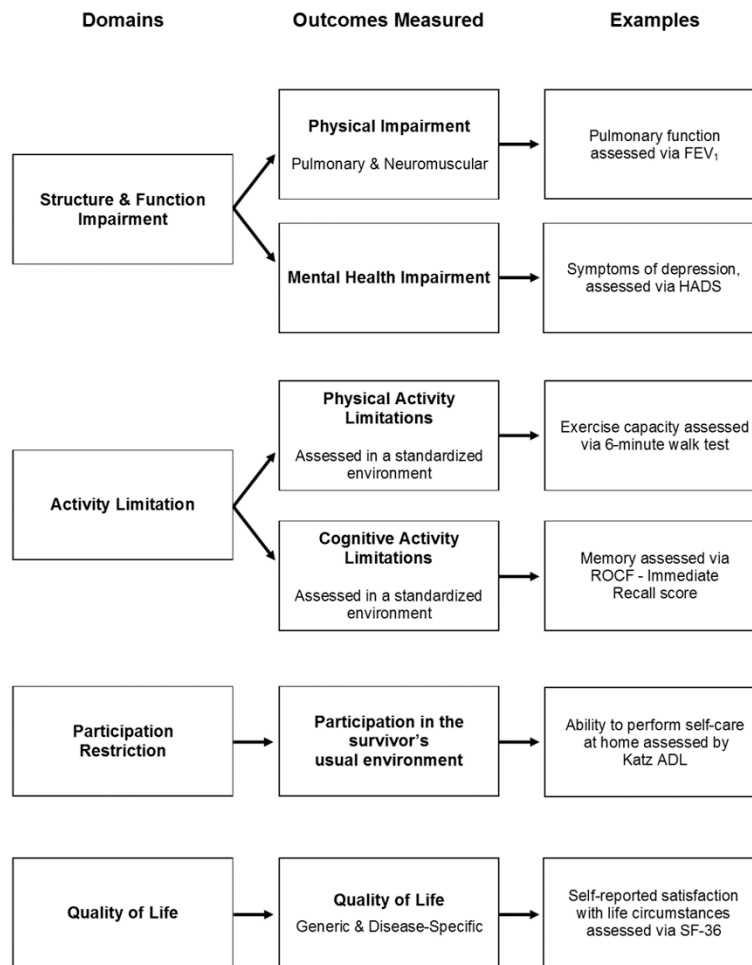 Domains
Outcomes Measured
Examples
Structure & Function
Impairment
Physical Impairment
Pulmonary & Neuromuscular
Pulmonary function
assessed via FEV₁
Mental Health Impairment
Symptoms of depression,
assessed via HADS
Activity Limitation
Physical Activity
Limitations
Assessed in a standardized
environment
Exercise capacity assessed
via 6-minute walk test
Cognitive Activity
Limitations
Assessed in a standardized
environment
Memory assessed via
ROCF - Immediate
Recall score
Participation
Restriction
Participation in the
survivor's
usual environment
Ability to perform self-care
at home assessed by
Katz ADL
Quality of Life
Quality of Life
Generic & Disease-Specific
Self-reported satisfaction
with life circumstances
assessed via SF-36